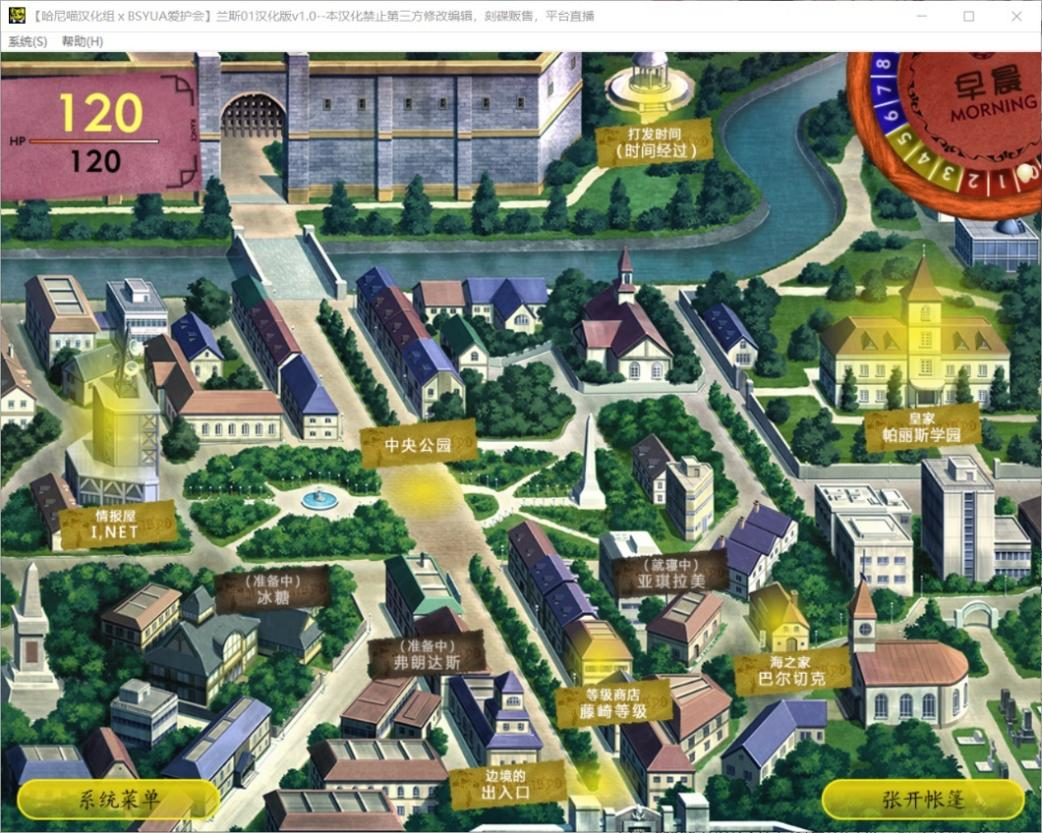 【哈尼喵汉化组 x BSYUA爱护会】兰斯01汉化版v1.0--本汉化禁止第三方修改编辑，刻碟贩售，平台直播
系统(S) 帮助(H)
120
HP
120
RANCE
打发时间
（时间经过）
早晨
MORNING
8
7
6
5
4
3
2
1
皇家
帕丽斯学园
中央公园
情报屋
I,NET
（准备中）
冰糖
（就寝中）
亚琪拉美
（准备中）
弗朗达斯
海之家
巴尔切克
等级商店
藤崎等级
边境的
出入口
系统菜单
张开帐篷